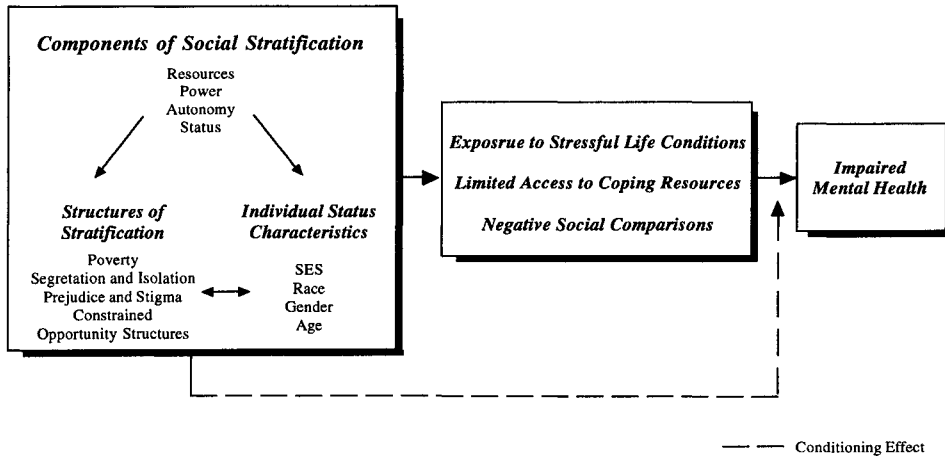 Components of Social Stratification
Resources
Power
Autonomy
Status
Structures of
Stratification
Poverty
Segretation and Isolation
Prejudice and Stigma
Constrained
Opportunity Structures
Individual Status
Characteristics
SES
Race
Gender
Age
Exposrue to Stressful Life Conditions
Limited Access to Coping Resources
Negative Social Comparisons
Impaired
Mental Health
Conditioning Effect